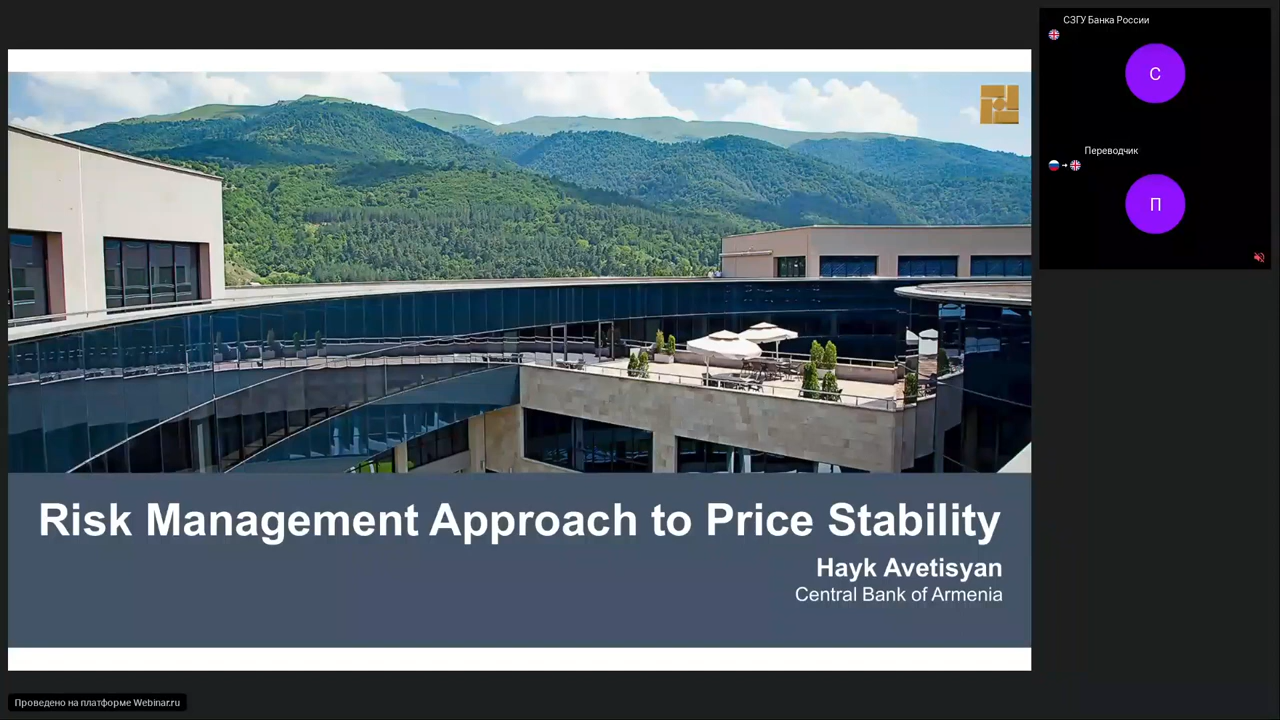 СЗГУ Банка России
С
Переводчик
П
Risk Management Approach to Price Stability
Hayk Avetisyan
Central Bank of Armenia
Проведено на платформе Webinar.ru